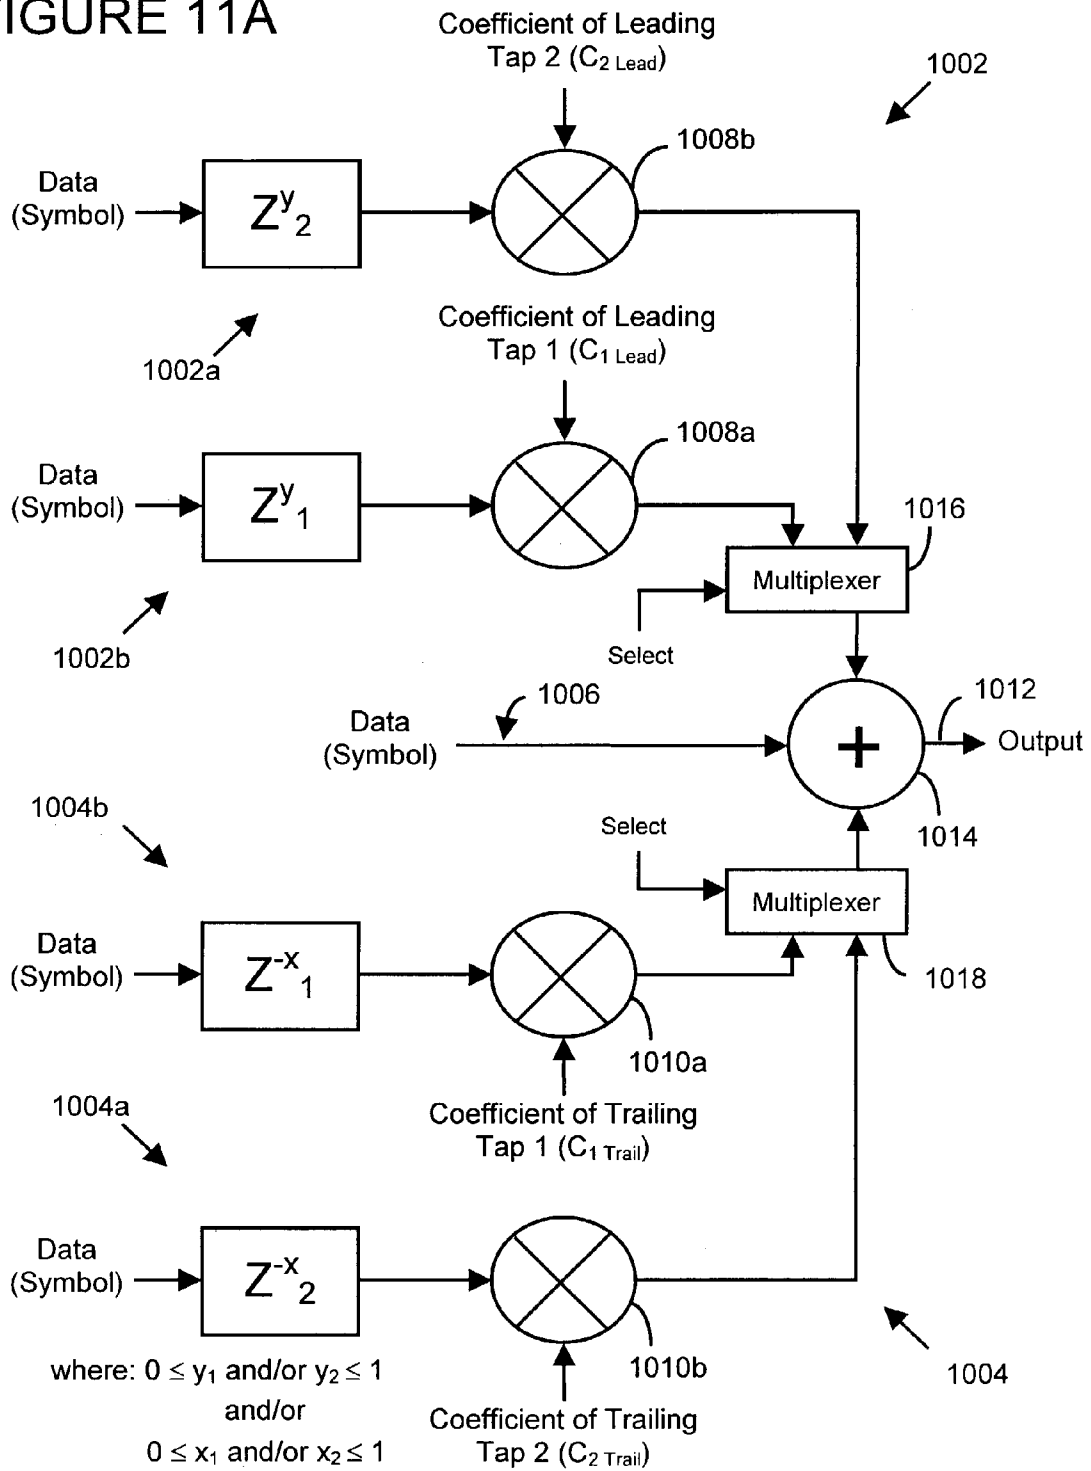 FIGURE 11A
Coefficient of Leading
Tap 2 (C2 Lead)
1002
1008b
Data
(Symbol)
Zy2
1002a
Coefficient of Leading
Tap 1 (C1 Lead)
1008a
Data
(Symbol)
Zy1
1002b
1016
Multiplexer
Select
1006
Data
(Symbol)
+
1012
Output
1014
1004b
Select
Multiplexer
1018
Data
(Symbol)
Z-x1
1010a
Coefficient of Trailing
Tap 1 (C1 Trail)
1004a
Data
(Symbol)
Z-x2
1010b
1004
Coefficient of Trailing
Tap 2 (C2 Trail)
where: 0 ≤ y1 and/or y2 ≤ 1
and/or
0 ≤ x1 and/or x2 ≤ 1